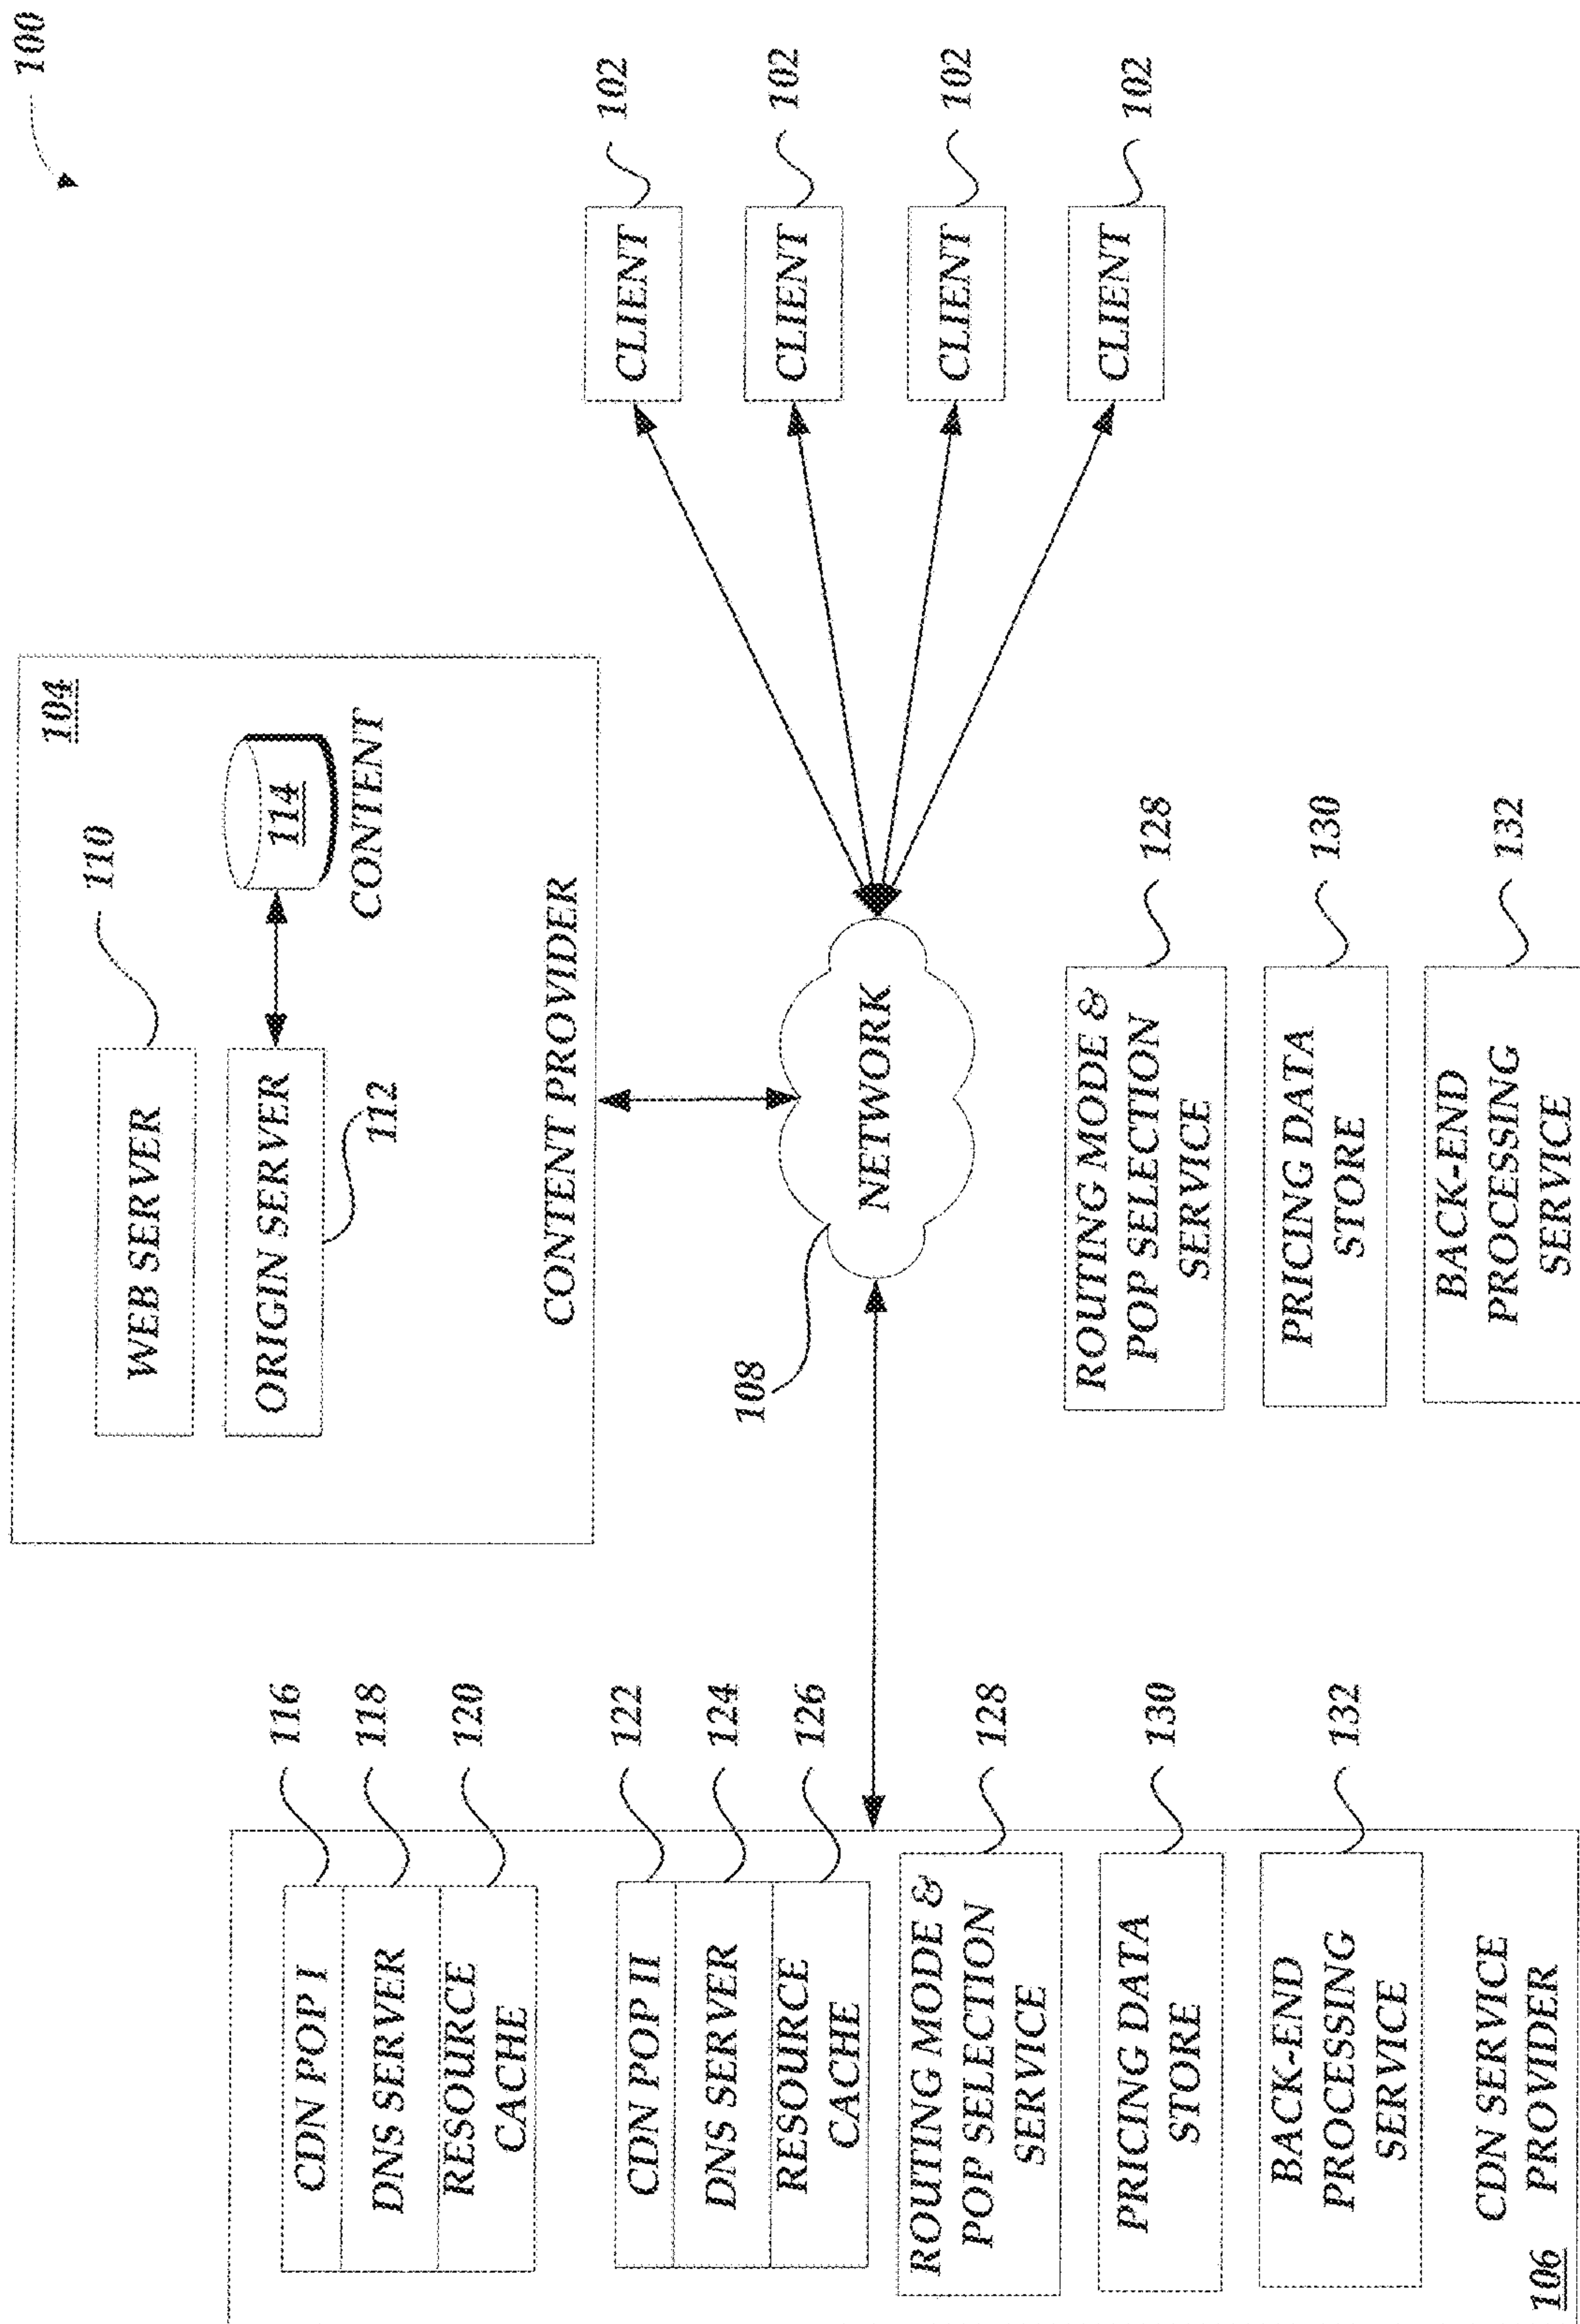 100
104
110
WEB SERVER
ORIGIN SERVER
112
114
CONTENT
CONTENT PROVIDER
116
CDN POP I
118
DNS SERVER
120
RESOURCE
CACHE
122
CDN POP II
124
DNS SERVER
126
RESOURCE
CACHE
128
ROUTING MODE &
POP SELECTION
SERVICE
130
PRICING DATA
STORE
132
BACK-END
PROCESSING
SERVICE
CDN SERVICE
PROVIDER
106
108
NETWORK
CLIENT
102
CLIENT
102
CLIENT
102
CLIENT
102
ROUTING MODE &
POP SELECTION
SERVICE
128
PRICING DATA
STORE
130
BACK-END
PROCESSING
SERVICE
132